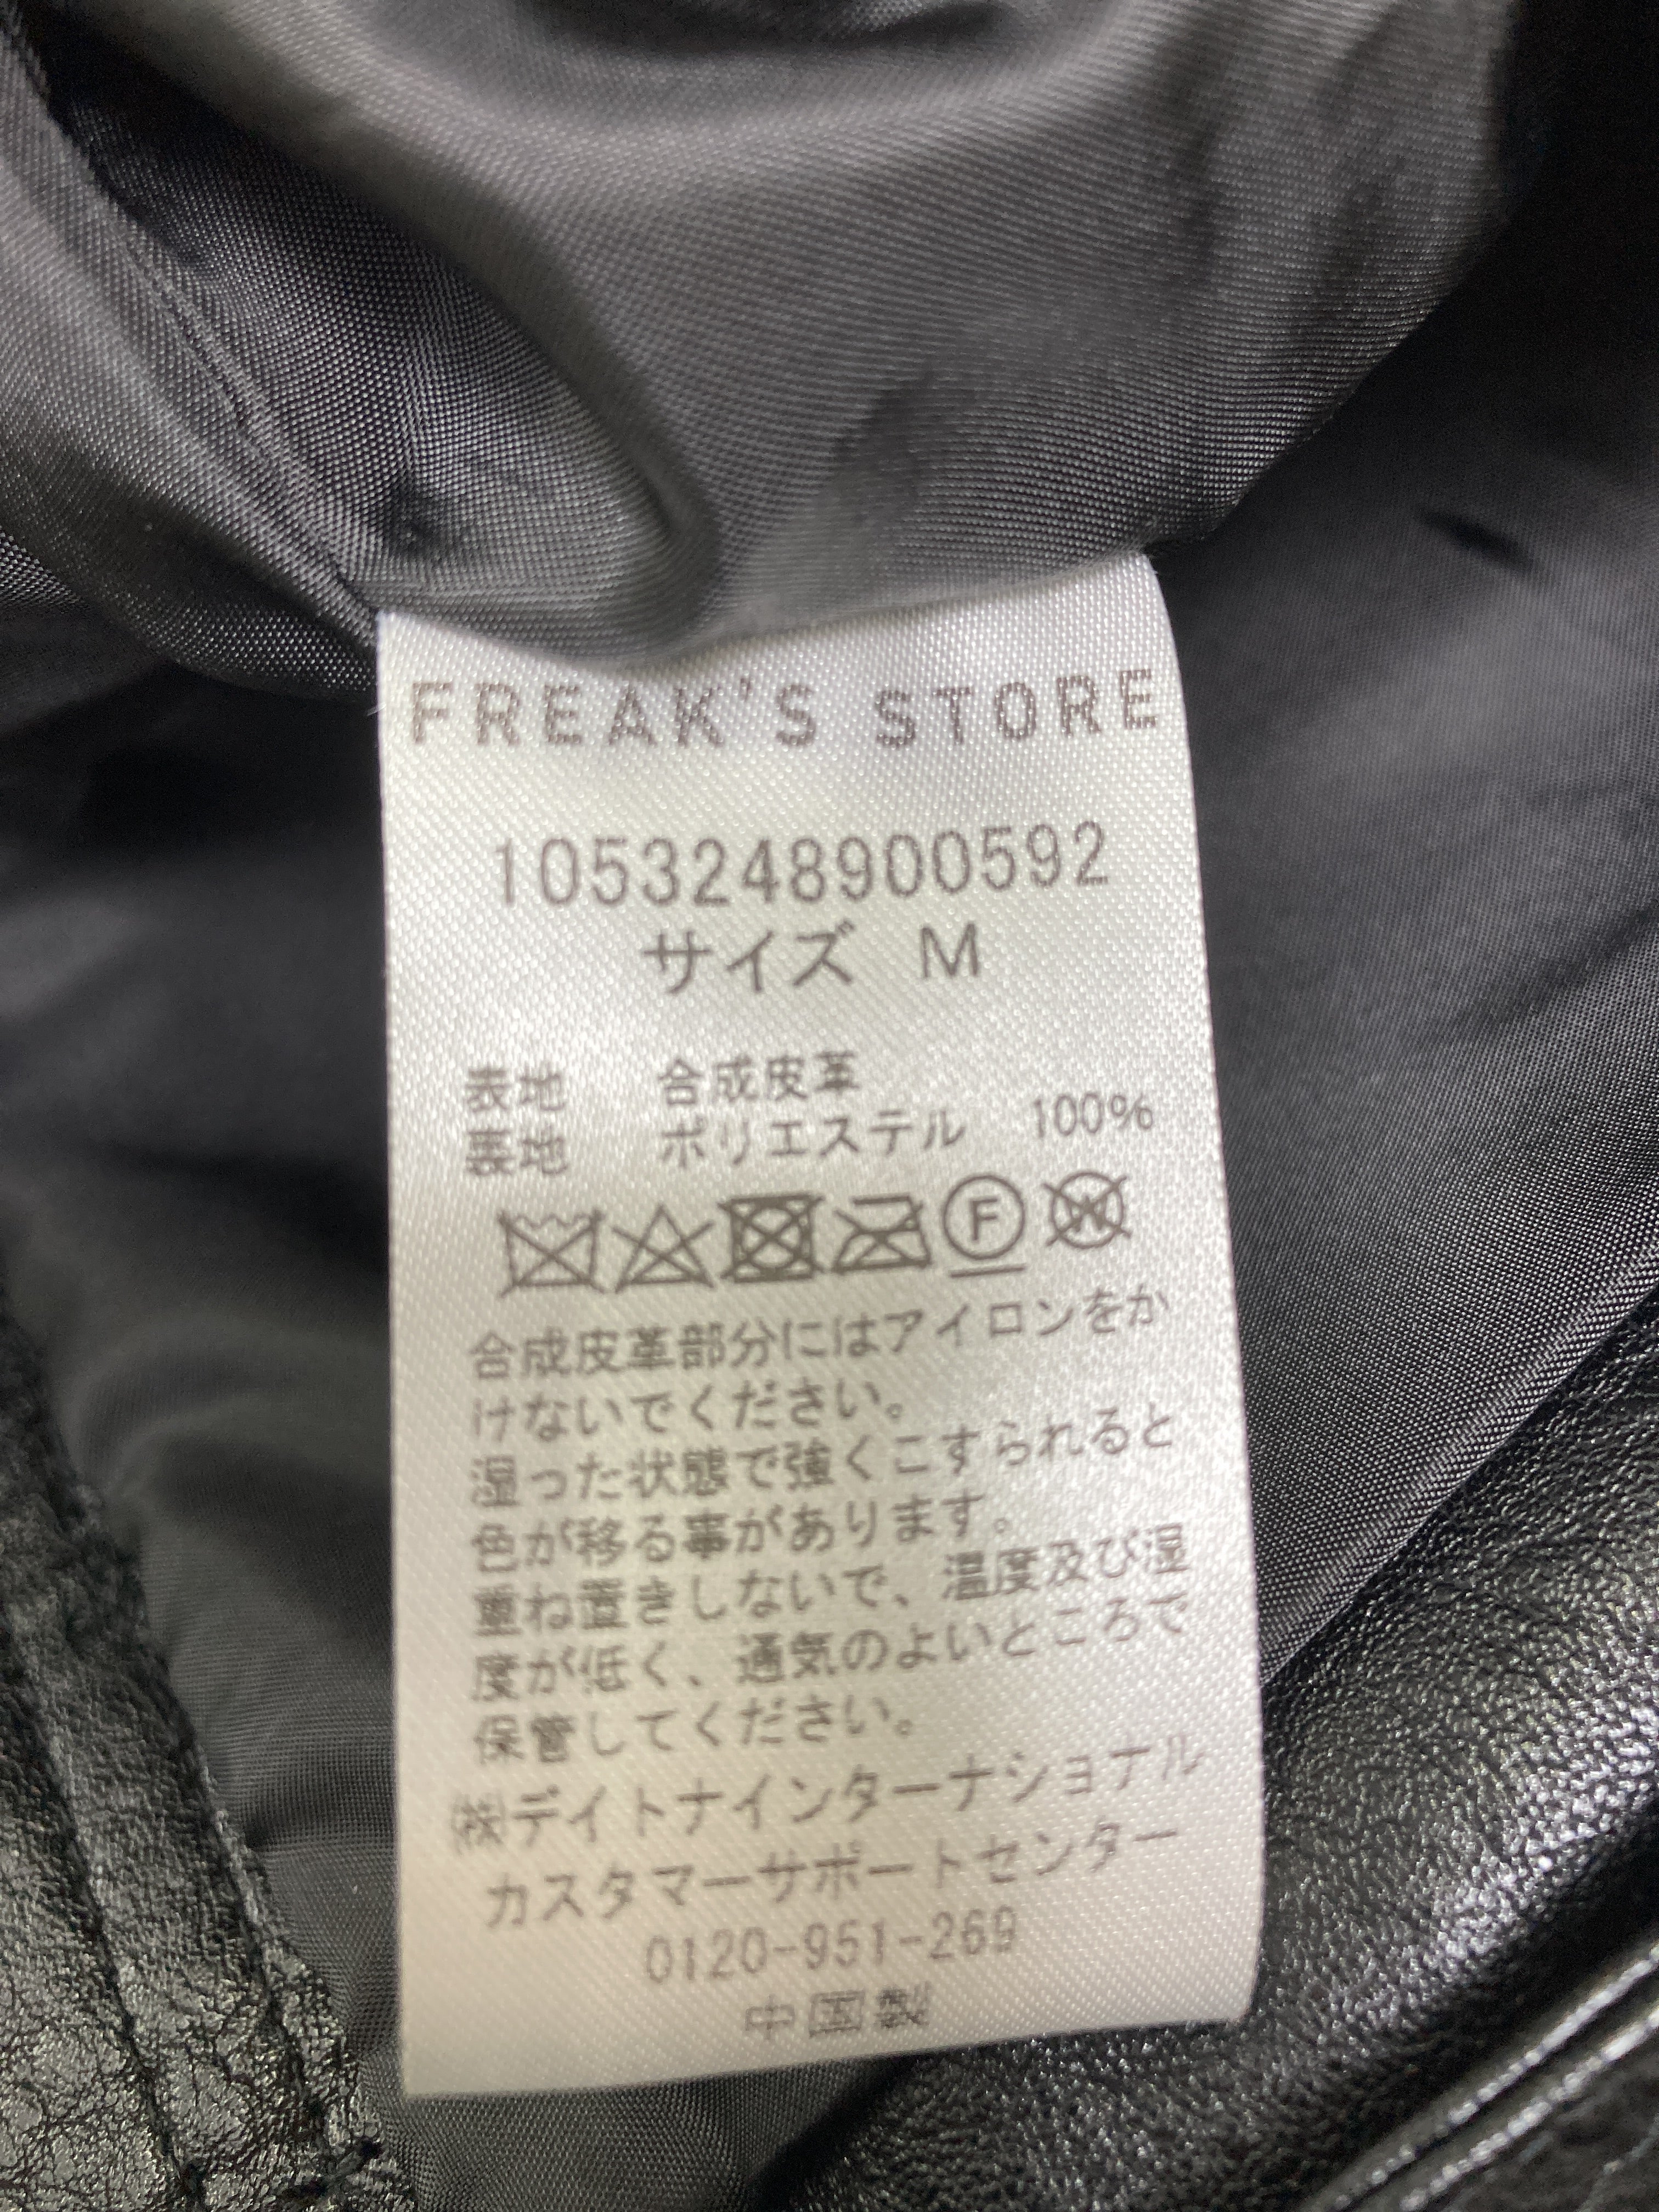 FREAK'S STORE
1053248900592
サイズ M
表地 合成皮革
裏地 ポリエステル 100%
F W
合成皮革部分にはアイロンをか
けないでください。
湿った状態で強くこすられると
色が移る事があります。
重ね置きしないで、温度及び湿
度が低く、通気のよいところで
保管してください。
㈱デイトナインターナショナル
カスタマーサポートセンター
0120-951-269
中国製